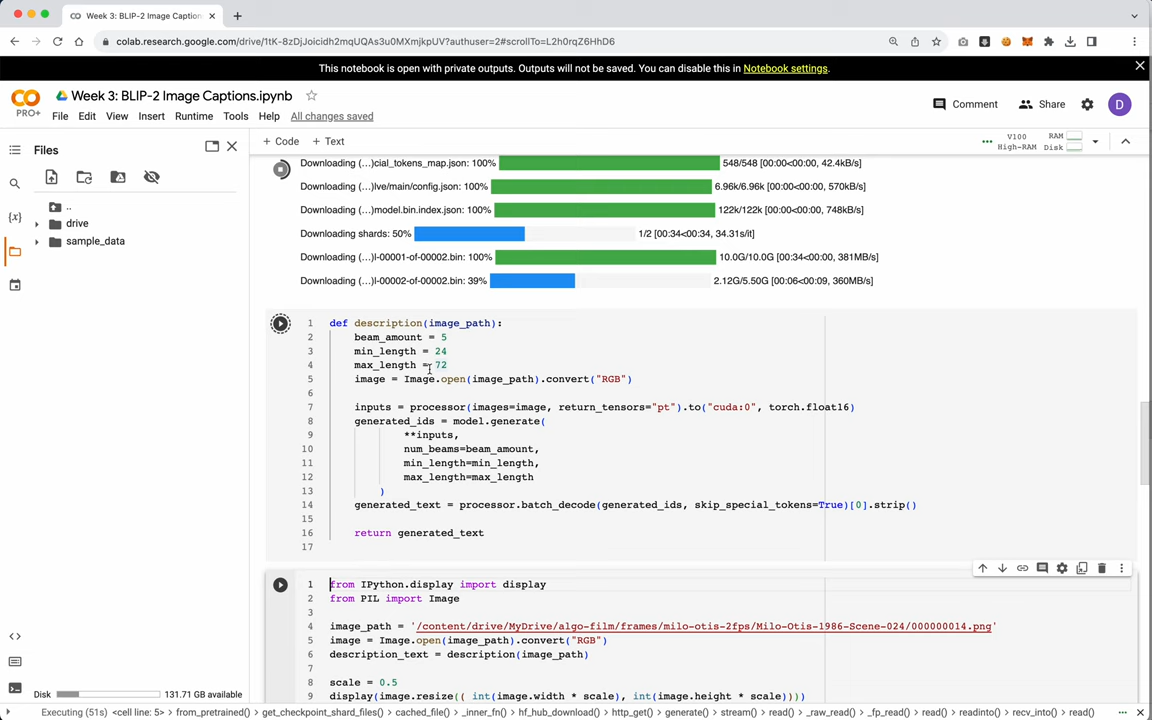 Week 3: BLIP-2 Image Caption
colab.research.google.com/drive/1tK-8zDjJoicidh2mqUQAs3u0MXmjkpUV?authuser=2#scrollTo=L2h0rqZ6HhD6
This notebook is open with private outputs. Outputs will not be saved. You can disable this in Notebook settings.
PRO+
Week 3: BLIP-2 Image Captions.ipynb
File Edit View Insert Runtime Tools Help All changes saved
Comment
Share
D
Files
+ Code + Text
V100
High-RAM
RAM
Disk
{x}
..
drive
sample_data
Downloading (…)cial_tokens_map.json: 100% 548/548 [00:00<00:00, 42.4kB/s]
Downloading (…)lve/main/config.json: 100% 6.96k/6.96k [00:00<00:00, 570kB/s]
Downloading (…)model.bin.index.json: 100% 122k/122k [00:00<00:00, 748kB/s]
Downloading shards: 50% 1/2 [00:34<00:34, 34.31s/it]
Downloading (…)l-00001-of-00002.bin: 100% 10.0G/10.0G [00:34<00:00, 381MB/s]
Downloading (…)l-00002-of-00002.bin: 39% 2.12G/5.50G [00:06<00:09, 360MB/s]
1 def description(image_path):
2 beam_amount = 5
3 min_length = 24
4 max_length = 72
5 image = Image.open(image_path).convert("RGB")
6
7 inputs = processor(images=image, return_tensors="pt").to("cuda:0", torch.float16)
8 generated_ids = model.generate(
9 **inputs,
10 num_beams=beam_amount,
11 min_length=min_length,
12 max_length=max_length
13 )
14 generated_text = processor.batch_decode(generated_ids, skip_special_tokens=True)[0].strip()
15
16 return generated_text
17
1 from IPython.display import display
2 from PIL import Image
3
4 image_path = '/content/drive/MyDrive/algo-film/frames/milo-otis-2fps/Milo-Otis-1986-Scene-024/000000014.png'
5 image = Image.open(image_path).convert("RGB")
6 description_text = description(image_path)
7
8 scale = 0.5
9 display(image.resize(( int(image.width * scale), int(image.height * scale))))
Disk 131.71 GB available
Executing (51s) <cell line: 5> > from_pretrained() > get_checkpoint_shard_files() > cached_file() > _inner_fn() > hf_hub_download() > http_get() > generate() > stream() > read() > _raw_read() > _fp_read() > read() > readinto() > read() > recv_into() > read()